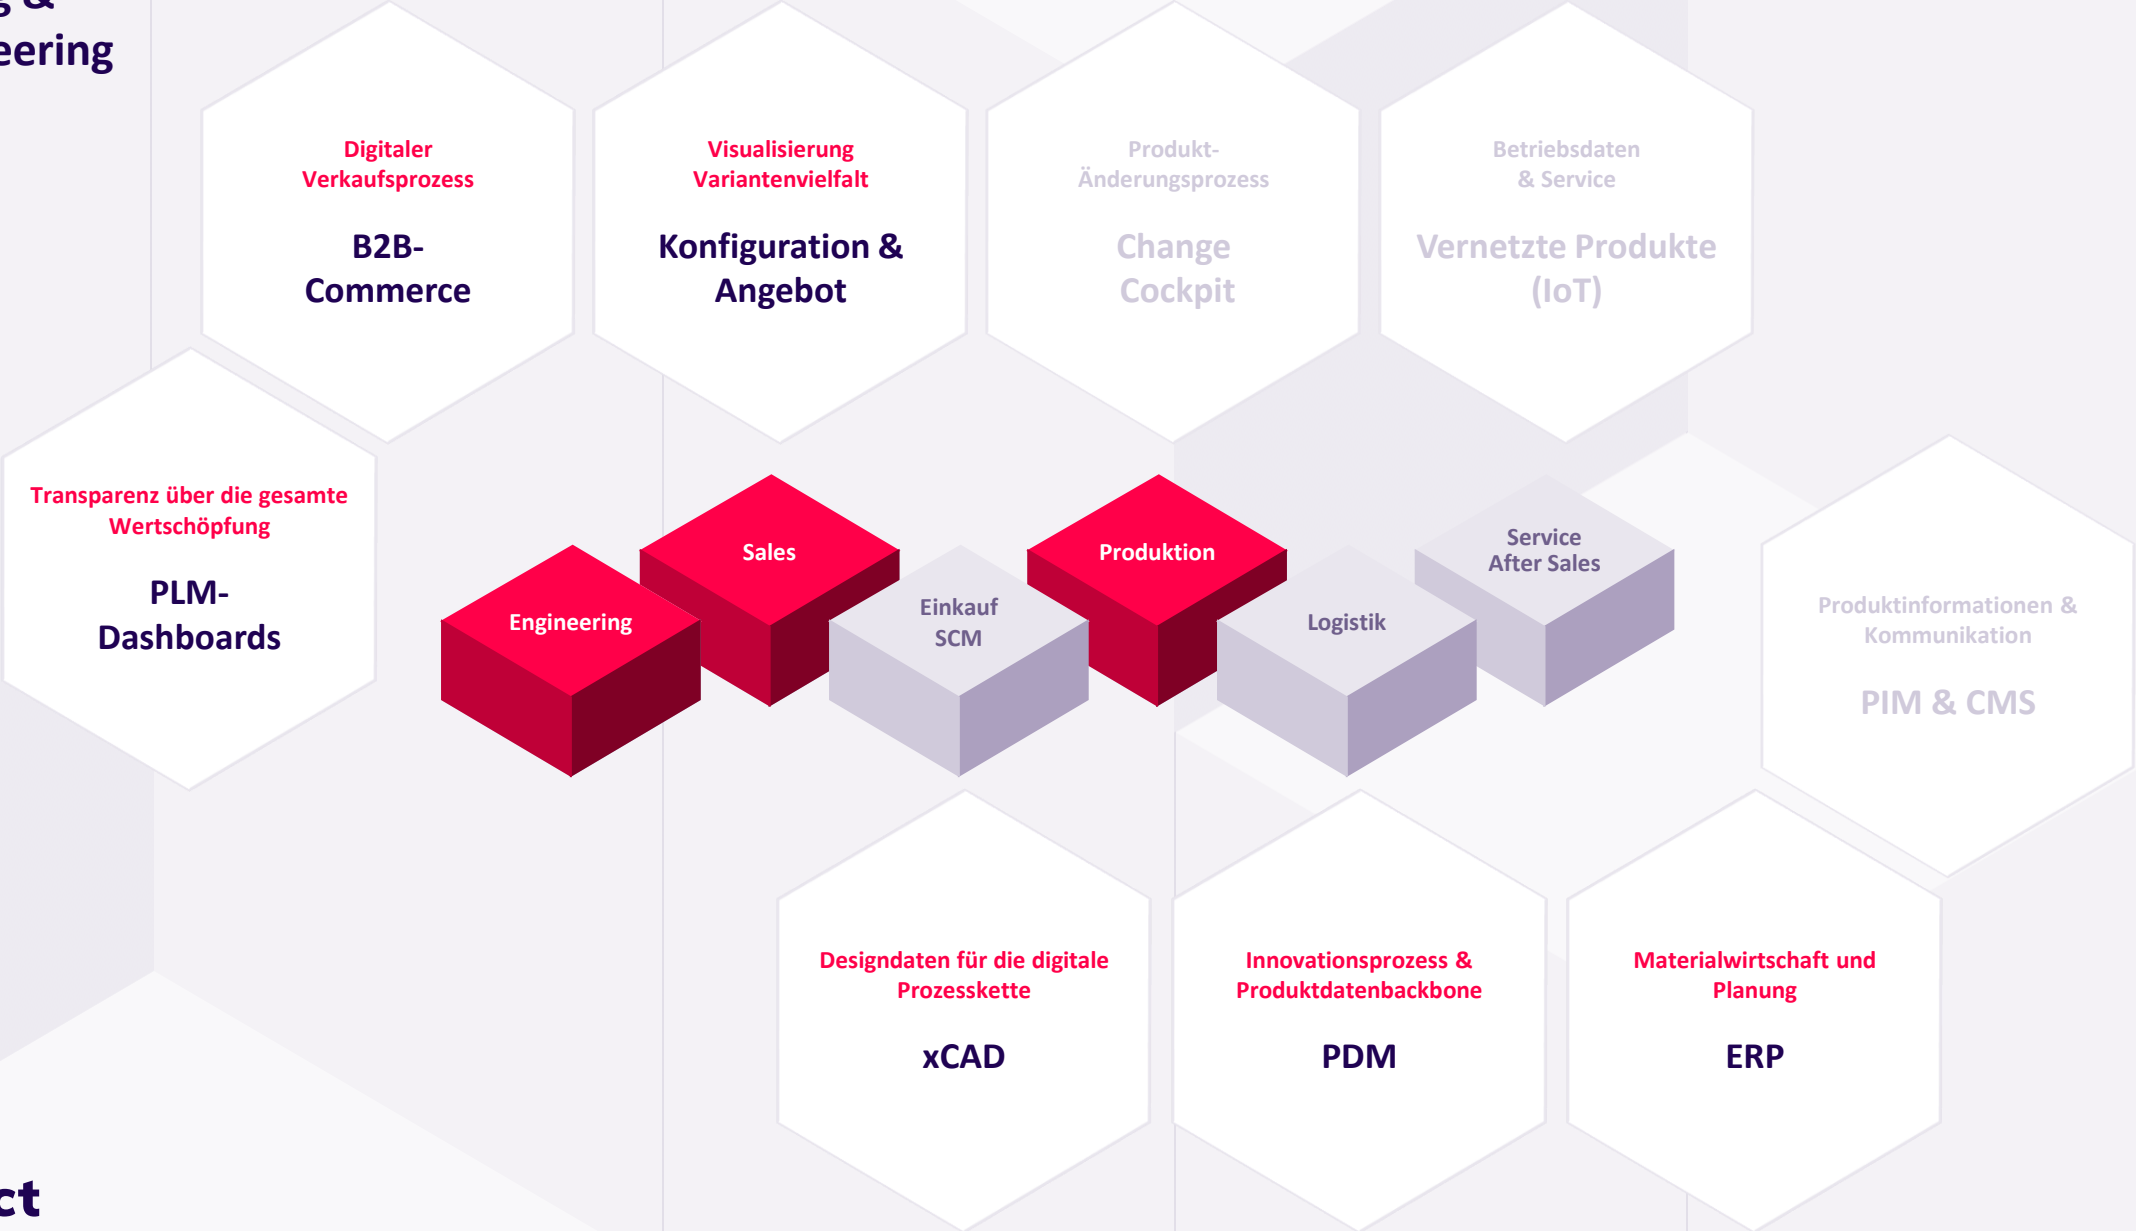 &
Digitaler
Verkaufsprozess
B2B-
Commerce
Visualisierung
Variantenvielfalt
Konfiguration &
Angebot
Produkt-
Änderungsprozess
Change
Cockpit
Betriebsdaten
& Service
Vernetzte Produkte
(IoT)
Transparenz über die gesamte
Wertschöpfung
PLM-
Dashboards
Engineering
Sales
Einkauf
SCM
Produktion
Logistik
Service
After Sales
Produktinformationen &
Kommunikation
PIM & CMS
Designdaten für die digitale
Prozesskette
xCAD
Innovationsprozess &
Produktdatenbackbone
PDM
Materialwirtschaft und
Planung
ERP